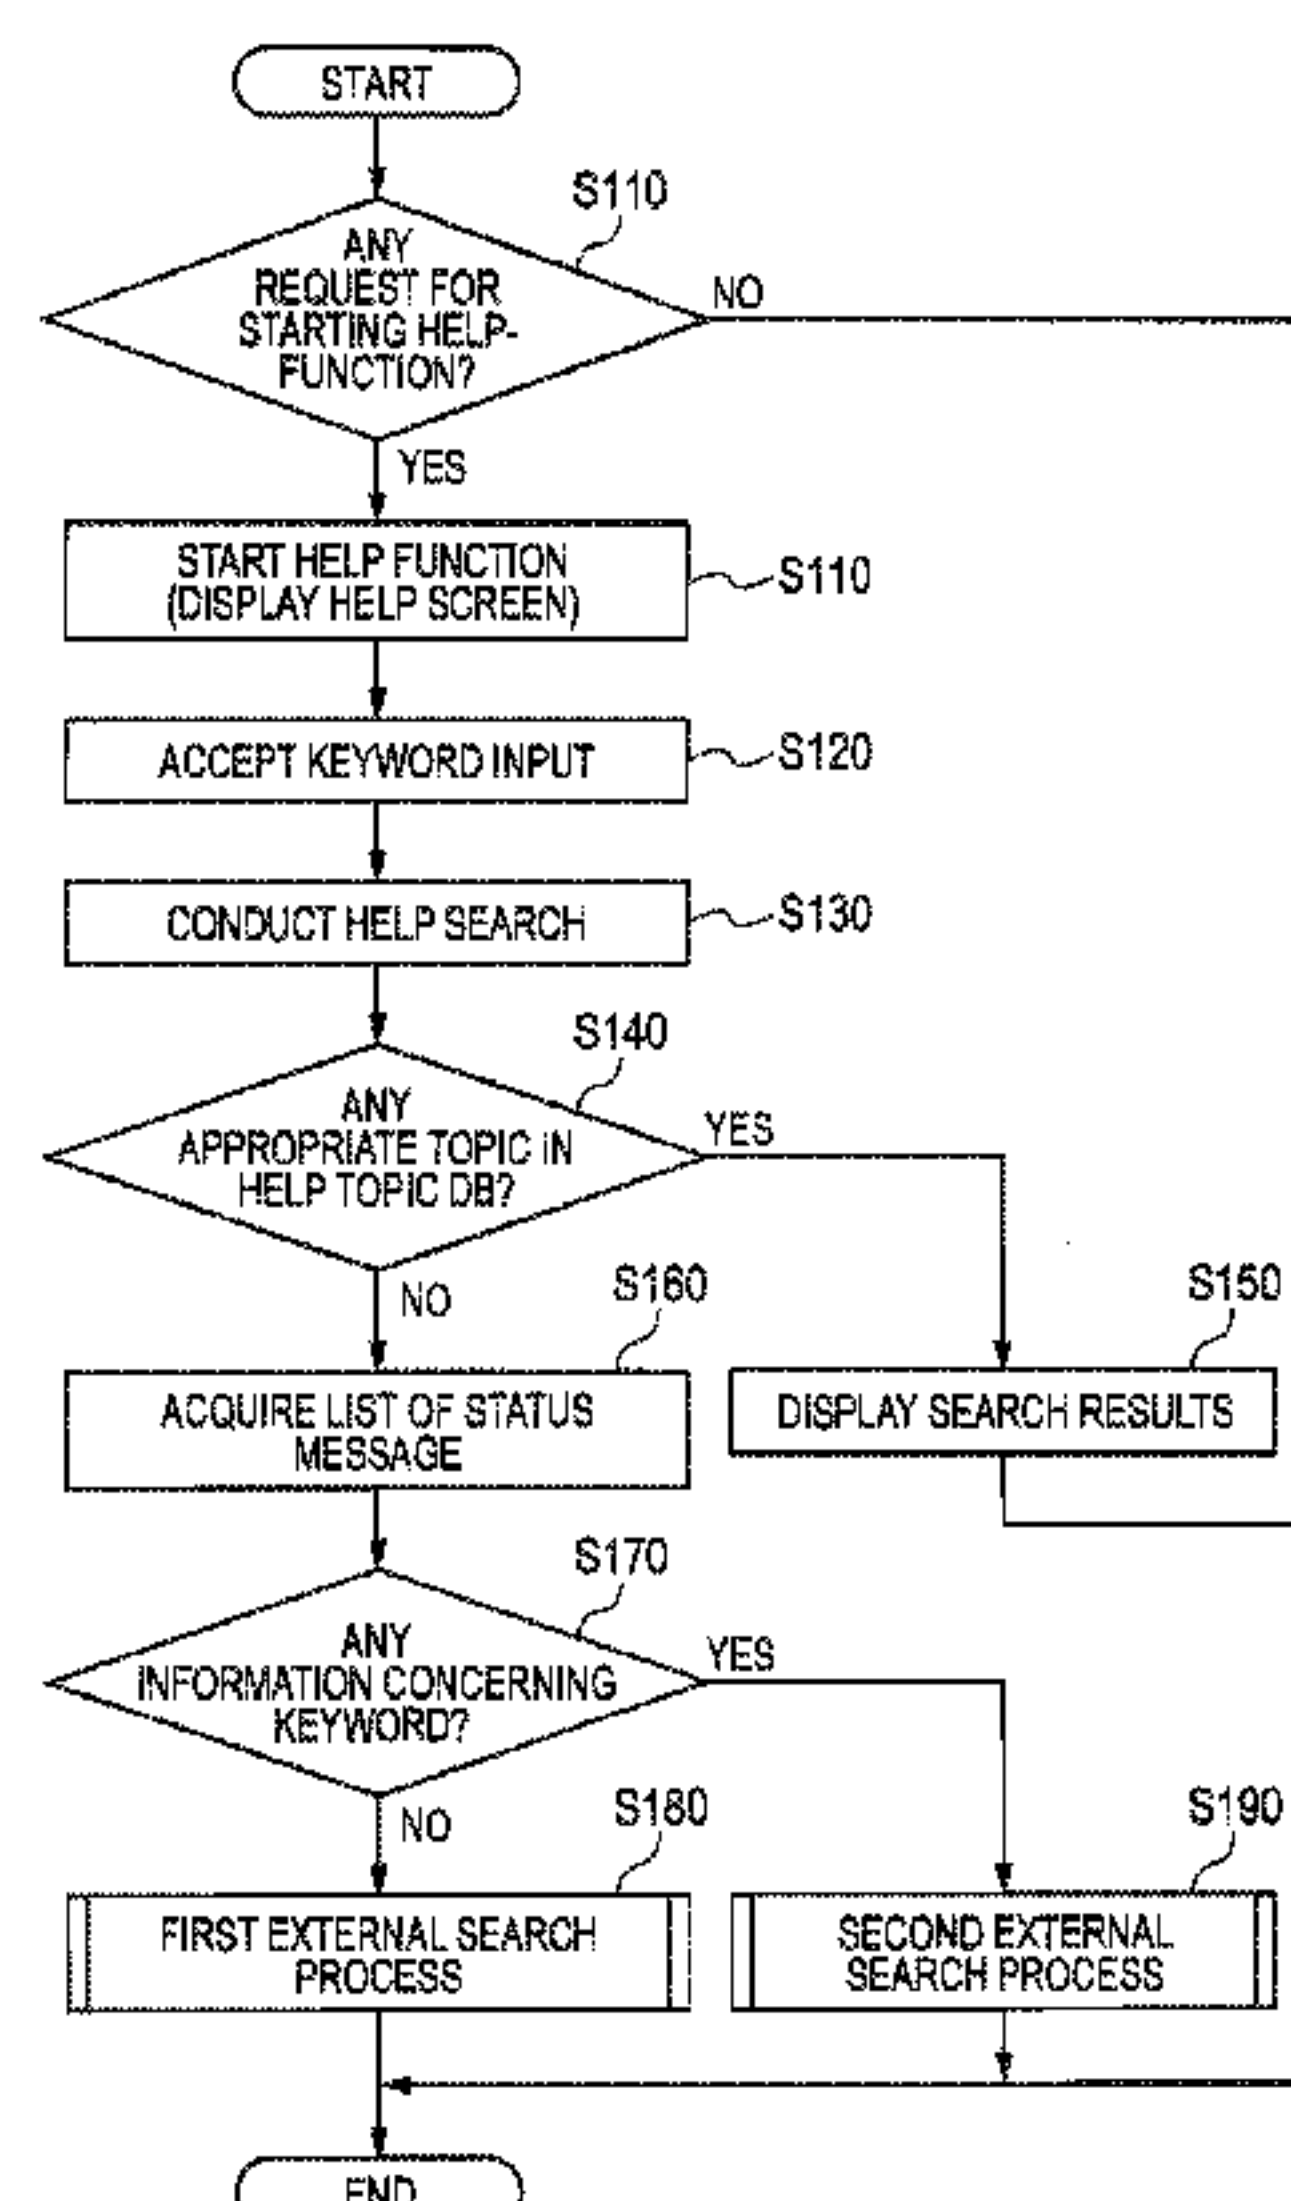 START
S110
ANY
REQUEST FOR
STARTING HELP-
FUNCTION?
NO
YES
START HELP FUNCTION
(DISPLAY HELP SCREEN)
S110
ACCEPT KEYWORD INPUT
S120
CONDUCT HELP SEARCH
S130
S140
ANY
APPROPRIATE TOPIC IN
HELP TOPIC DB?
YES
NO
S160
S150
ACQUIRE LIST OF STATUS
MESSAGE
DISPLAY SEARCH RESULTS
S170
ANY
INFORMATION CONCERNING
KEYWORD?
YES
NO
S180
S190
FIRST EXTERNAL SEARCH
PROCESS
SECOND EXTERNAL
SEARCH PROCESS
END